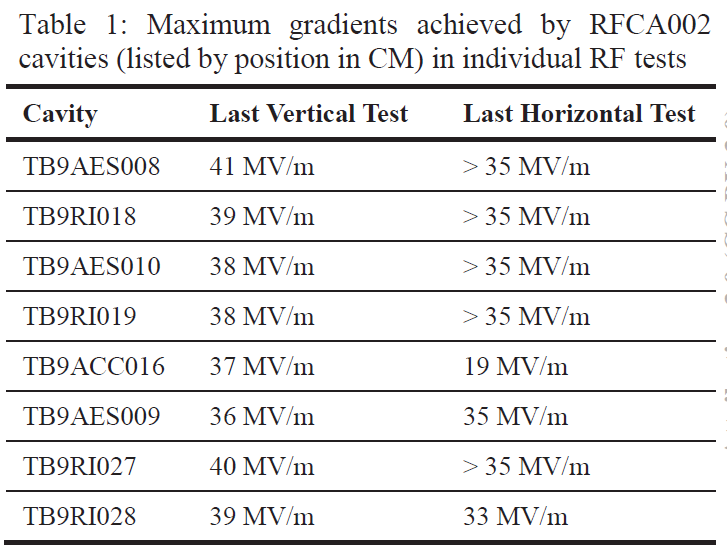 Table 1: Maximum gradients achieved by RFCA002
cavities (listed by position in CM) in individual RF tests
Cavity Last Vertical Test Last Horizontal Test
TB9AES008 41 MV/m > 35 MV/m
TB9RI018 39 MV/m > 35 MV/m
TB9AES010 38 MV/m > 35 MV/m
TB9RI019 38 MV/m > 35 MV/m
TB9ACC016 37 MV/m 19 MV/m
TB9AES009 36 MV/m 35 MV/m
TB9RI027 40 MV/m > 35 MV/m
TB9RI028 39 MV/m 33 MV/m